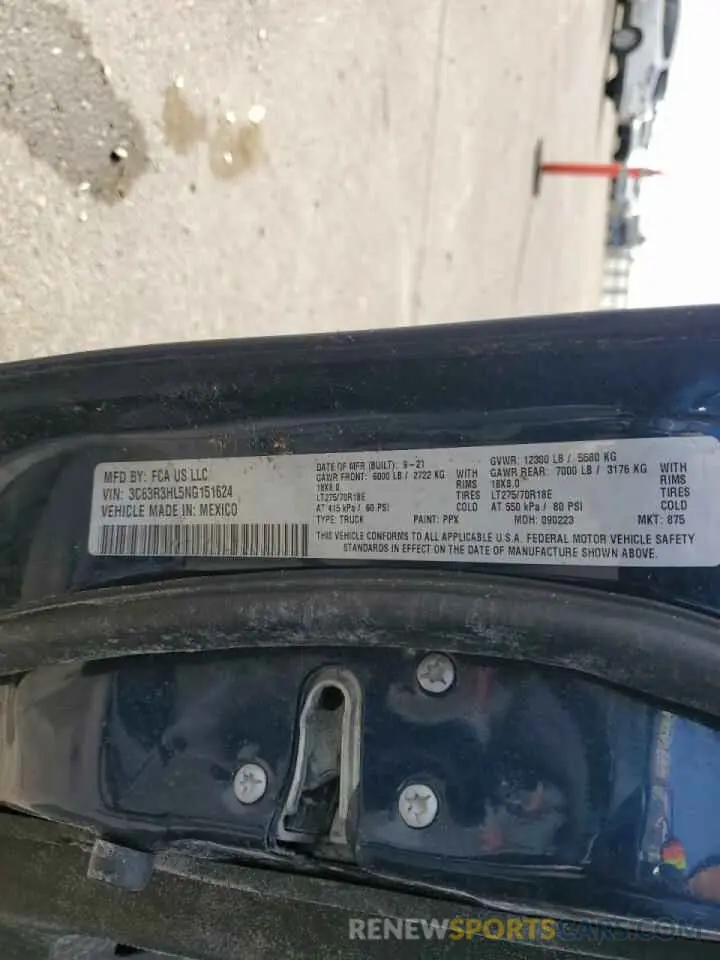 MFD BY: FCA US LLC
VIN: 3C63R3HL5NG151624
VEHICLE MADE IN: MEXICO
DATE OF MFR (BUILT): 9-21 GVWR: 12300 LB / 5580 KG
GAWR FRONT: 6000 LB / 2722 KG WITH GAWR REAR: 7000 LB / 3176 KG WITH
18X8.0 RIMS 18X8.0 RIMS
LT275/70R18E TIRES LT275/70R18E TIRES
AT 415 kPa / 60 PSI COLD AT 550 kPa / 80 PSI COLD
TYPE: TRUCK PAINT: PPX MDH: 090223 MKT: 875
THIS VEHICLE CONFORMS TO ALL APPLICABLE U.S.A. FEDERAL MOTOR VEHICLE SAFETY
STANDARDS IN EFFECT ON THE DATE OF MANUFACTURE SHOWN ABOVE.
RENEWSPORTSCARS.COM